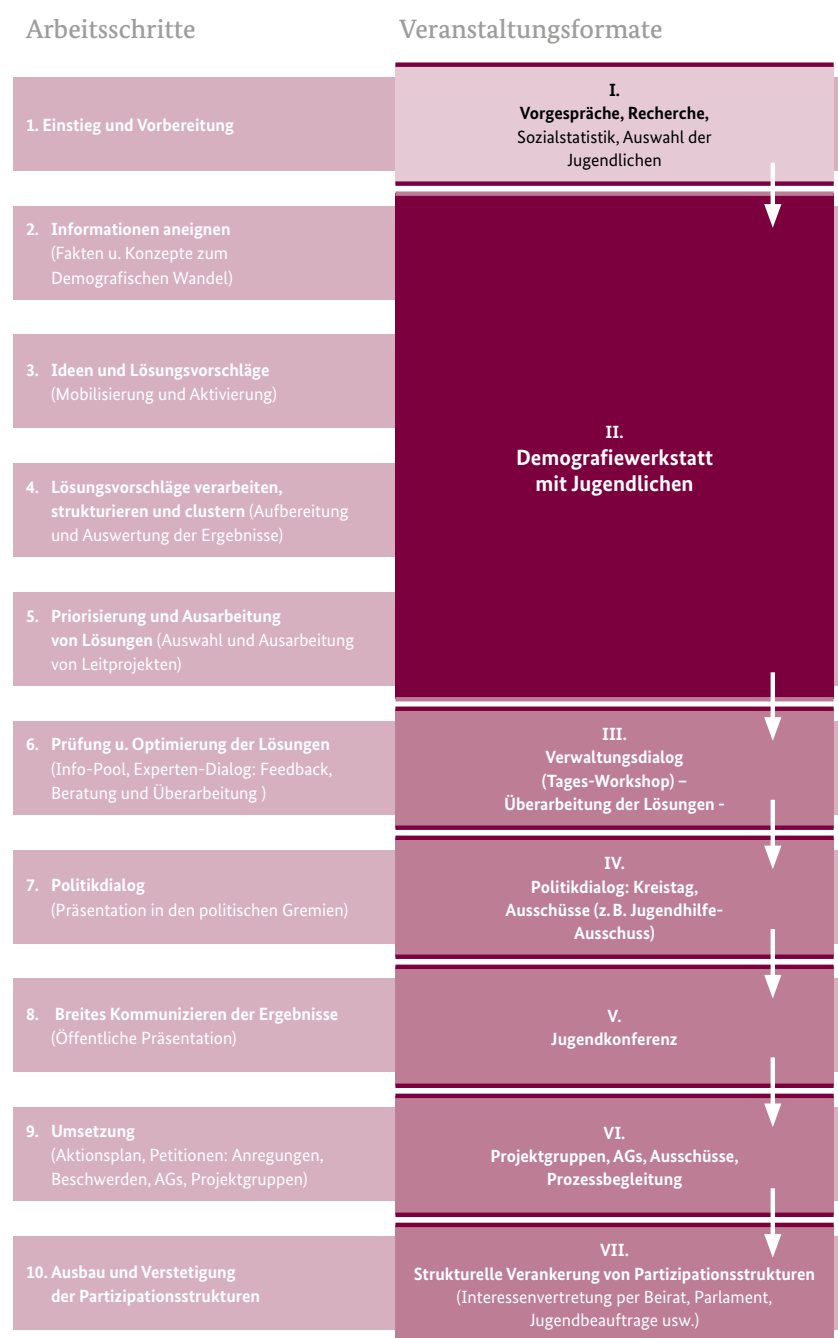 Arbeitsschritte
Veranstaltungsformate
1. Einstieg und Vorbereitung
I.
Vorgespräche, Recherche,
Sozialstatistik, Auswahl der
Jugendlichen
2. Informationen aneignen
(Fakten u. Konzepte zum
Demografischen Wandel)
3. Ideen und Lösungsvorschläge
(Mobilisierung und Aktivierung)
4. Lösungsvorschläge verarbeiten,
strukturieren und clustern (Aufbereitung
und Auswertung der Ergebnisse)
5. Priorisierung und Ausarbeitung
von Lösungen (Auswahl und Ausarbeitung
von Leitprojekten)
II.
Demografiewerkstatt
mit Jugendlichen
6. Prüfung u. Optimierung der Lösungen
(Info-Pool, Experten-Dialog: Feedback,
Beratung und Überarbeitung )
III.
Verwaltungsdialog
(Tages-Workshop) –
Überarbeitung der Lösungen -
7. Politikdialog
(Präsentation in den politischen Gremien)
IV.
Politikdialog: Kreistag,
Ausschüsse (z. B. Jugendhilfe-
Ausschuss)
8. Breites Kommunizieren der Ergebnisse
(Öffentliche Präsentation)
V.
Jugendkonferenz
9. Umsetzung
(Aktionsplan, Petitionen: Anregungen,
Beschwerden, AGs, Projektgruppen)
VI.
Projektgruppen, AGs, Ausschüsse,
Prozessbegleitung
10. Ausbau und Verstetigung
der Partizipationsstrukturen
VII.
Strukturelle Verankerung von Partizipationsstrukturen
(Interessenvertretung per Beirat, Parlament,
Jugendbeauftrage usw.)